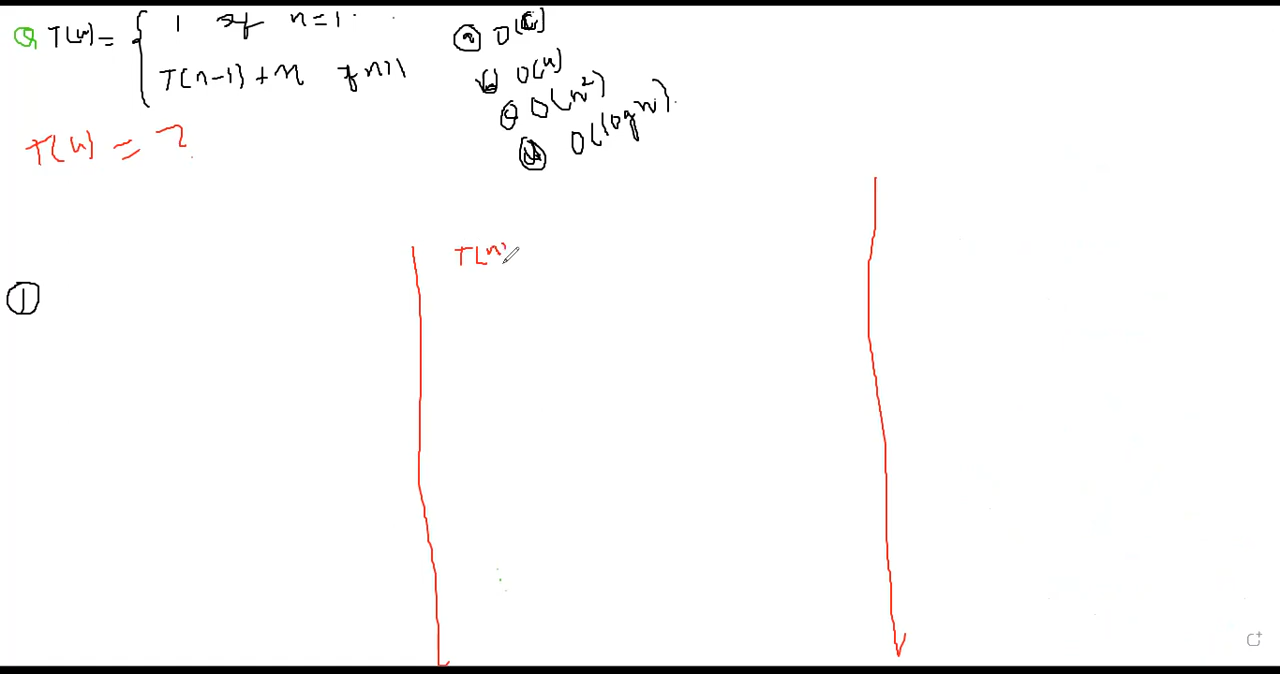 Q T(n) = { 1 if n=1.
T(n-1) + n if n>1
T(n) = ?
a O(
b O(n)
c O(n²)
d O(log n).
T(n)
1